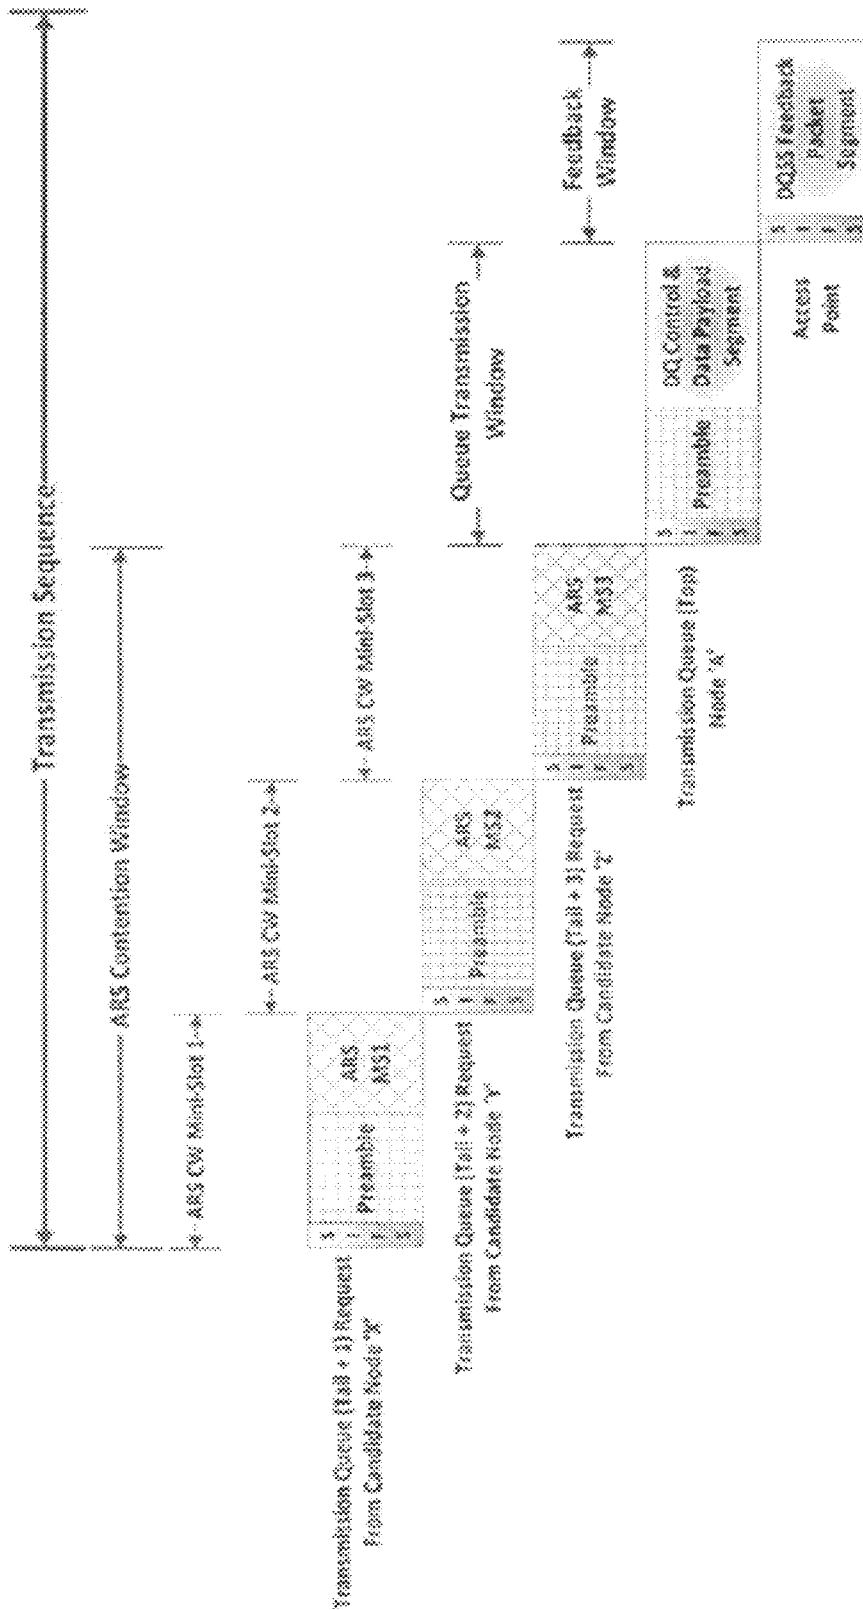 Transmission Sequence
ARS Contention Window
ARS CW Mini-Slot 1
ARS CW Mini-Slot 2
ARS CW Mini-Slot 3
Queue Transmission
Window
Feedback
Window
Transmission Queue (Tail + 1) Request
From Candidate Node 'X'
S
I
F
S
Preamble
ARS
MS1
Transmission Queue (Tail + 2) Request
From Candidate Node 'Y'
S
I
F
S
Preamble
ARS
MS2
Transmission Queue (Tail + 3) Request
From Candidate Node 'Z'
S
I
F
S
Preamble
ARS
MS3
Transmission Queue (Top)
Node 'A'
S
I
F
S
Preamble
DQ Control &
Data Payload
Segment
Access
Point
S
I
F
S
Feedback
Packet
Segment